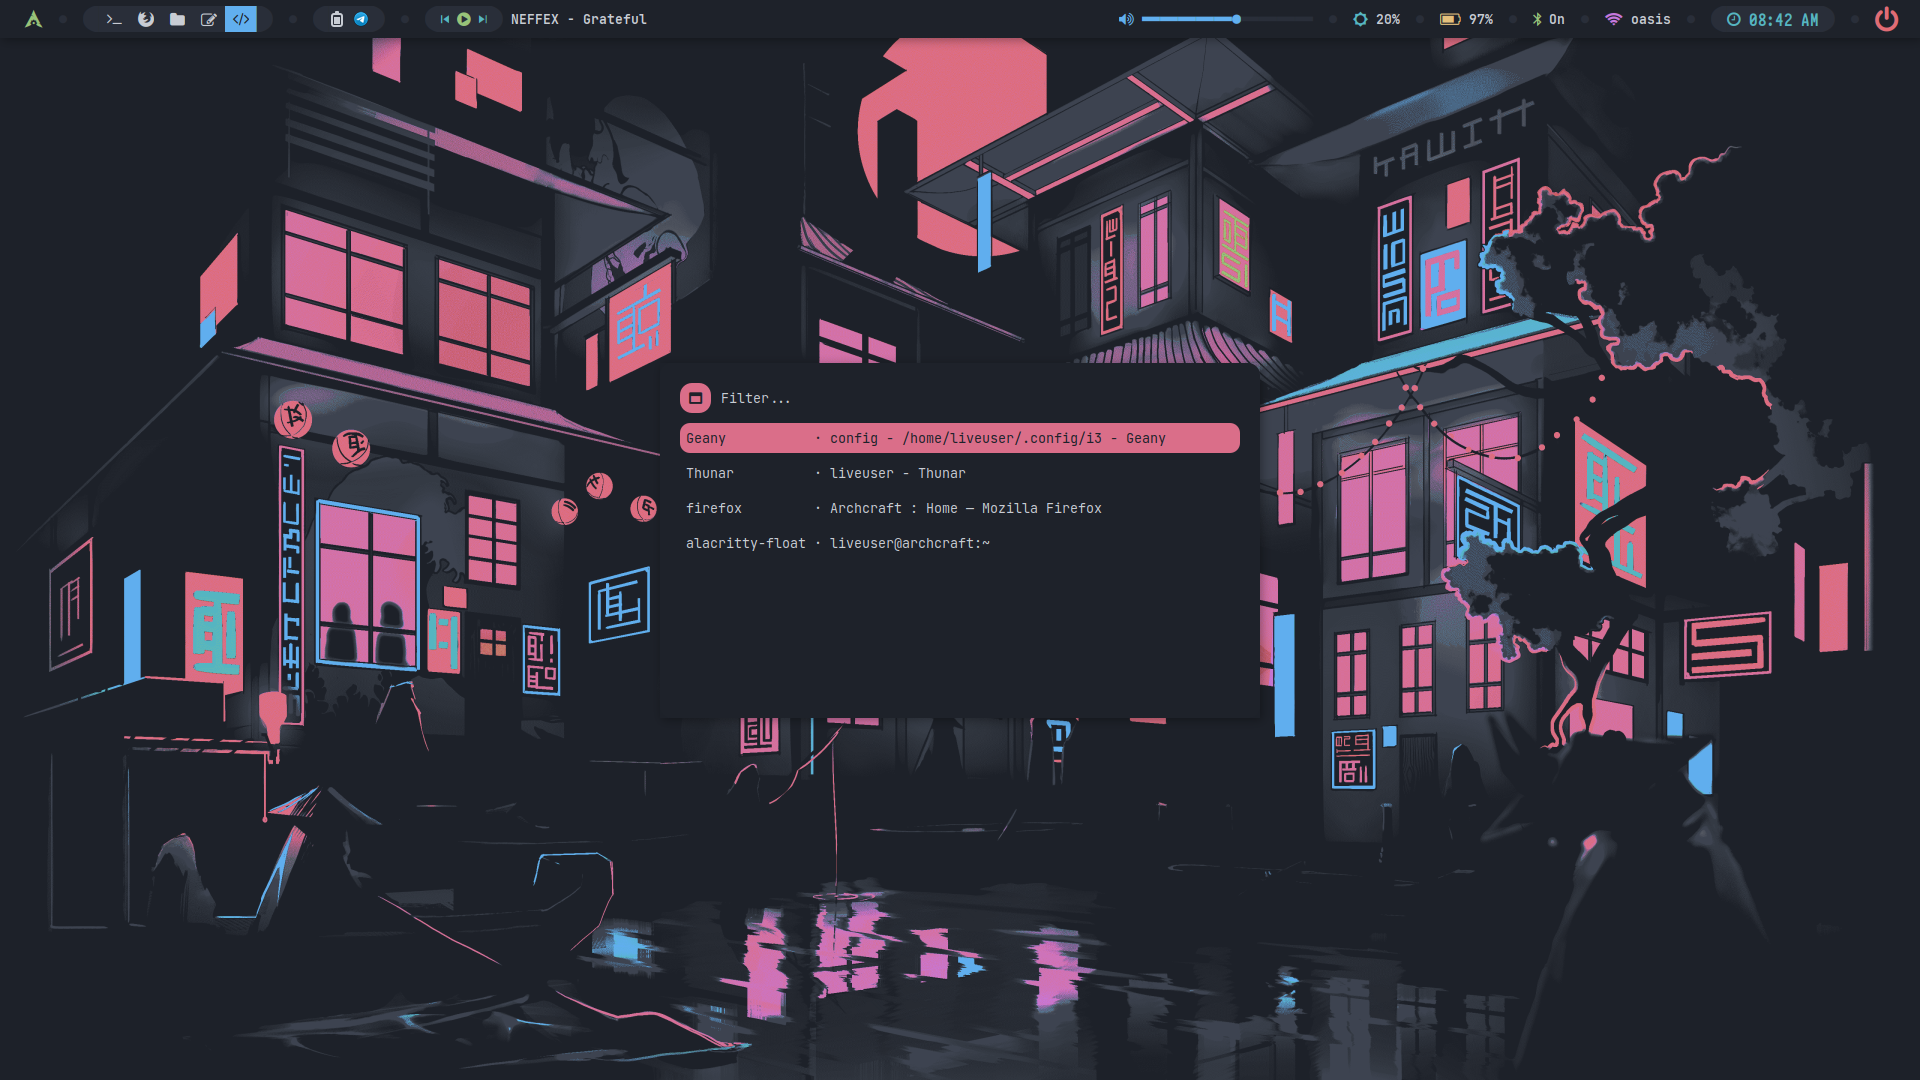 NEFFEX - Grateful
20%
97%
On
oasis
08:42 AM
Filter...
Geany · config - /home/liveuser/.config/i3 - Geany
Thunar · liveuser - Thunar
firefox · Archcraft : Home — Mozilla Firefox
alacritty-float · liveuser@archcraft:~